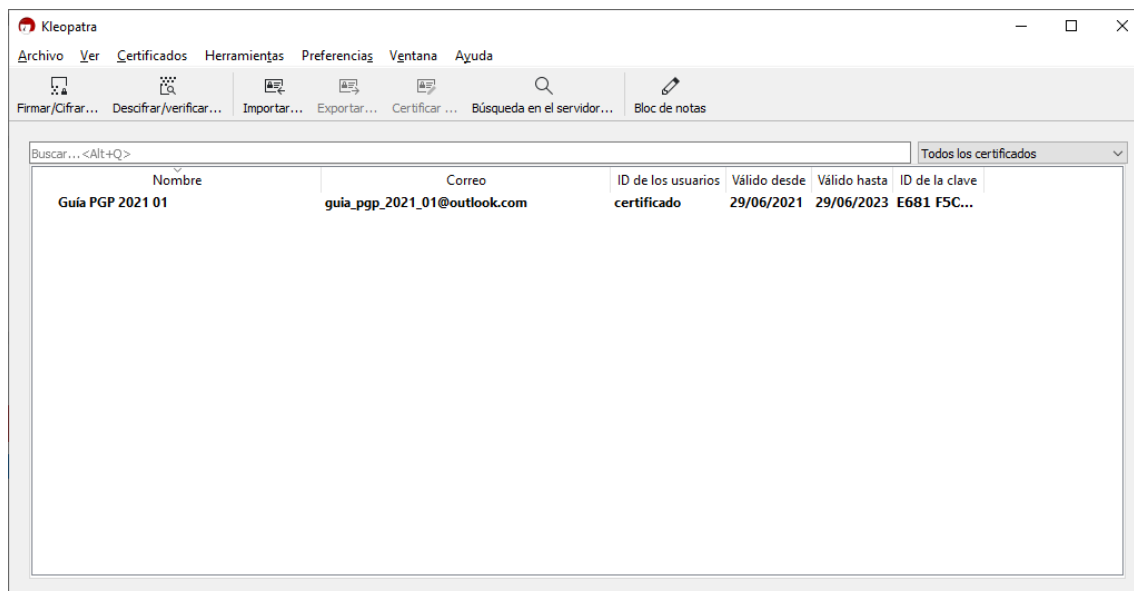 Kleopatra
Archivo Ver Certificados Herramientas Preferencias Ventana Ayuda
Firmar/Cifrar... Descifrar/verificar... Importar... Exportar... Certificar ... Búsqueda en el servidor... Bloc de notas
Buscar...<Alt+Q> Todos los certificados
Nombre Correo ID de los usuarios Válido desde Válido hasta ID de la clave
Guía PGP 2021 01 guia_pgp_2021_01@outlook.com certificado 29/06/2021 29/06/2023 E681 F5C...